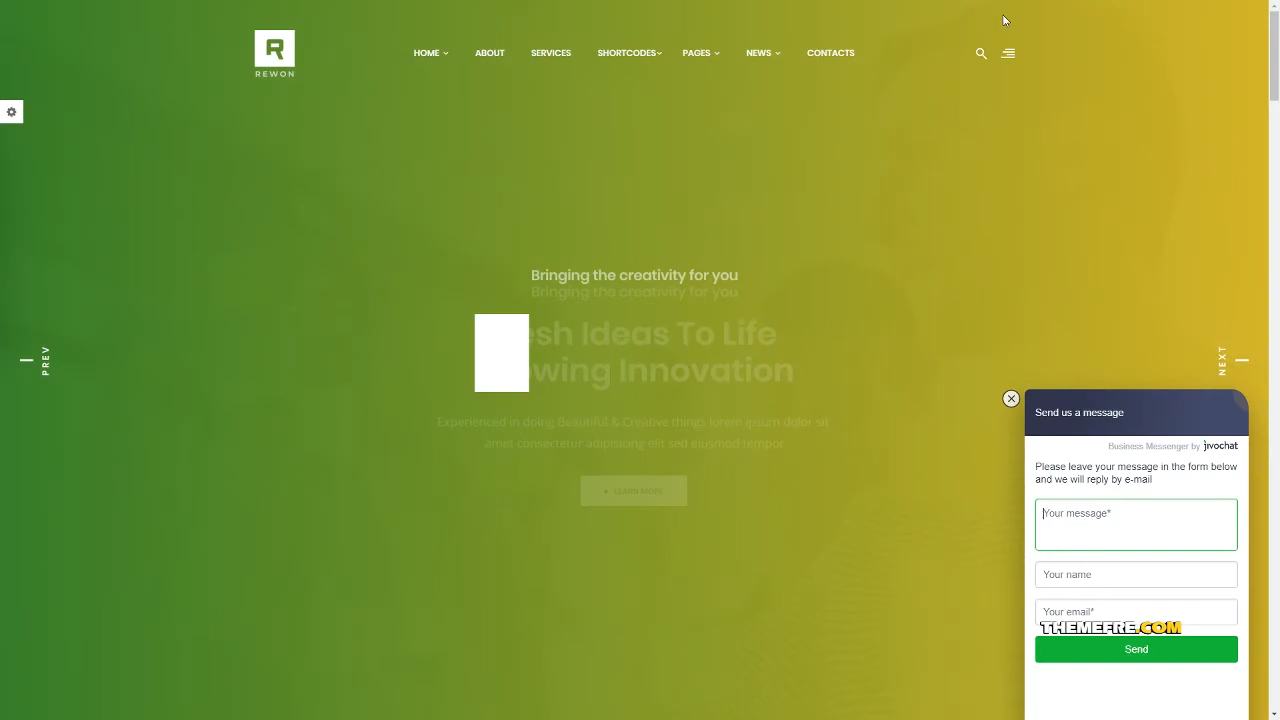 R
REWON
HOME
ABOUT
SERVICES
SHORTCODES
PAGES
NEWS
CONTACTS
Bringing the creativity for you
Bringing the creativity for you
esh Ideas To Life
wing Innovation
Experienced in doing Beautiful & Creative things lorem ipsum dolor sit
amet consectetur adipisicing elit sed eiusmod tempor
LEARN MORE
PREV
NEXT
Send us a message
Business Messenger by jivochat
Please leave your message in the form below
and we will reply by e-mail
Your message*
Your name
Your email*
THEMEFRE.COM
Send